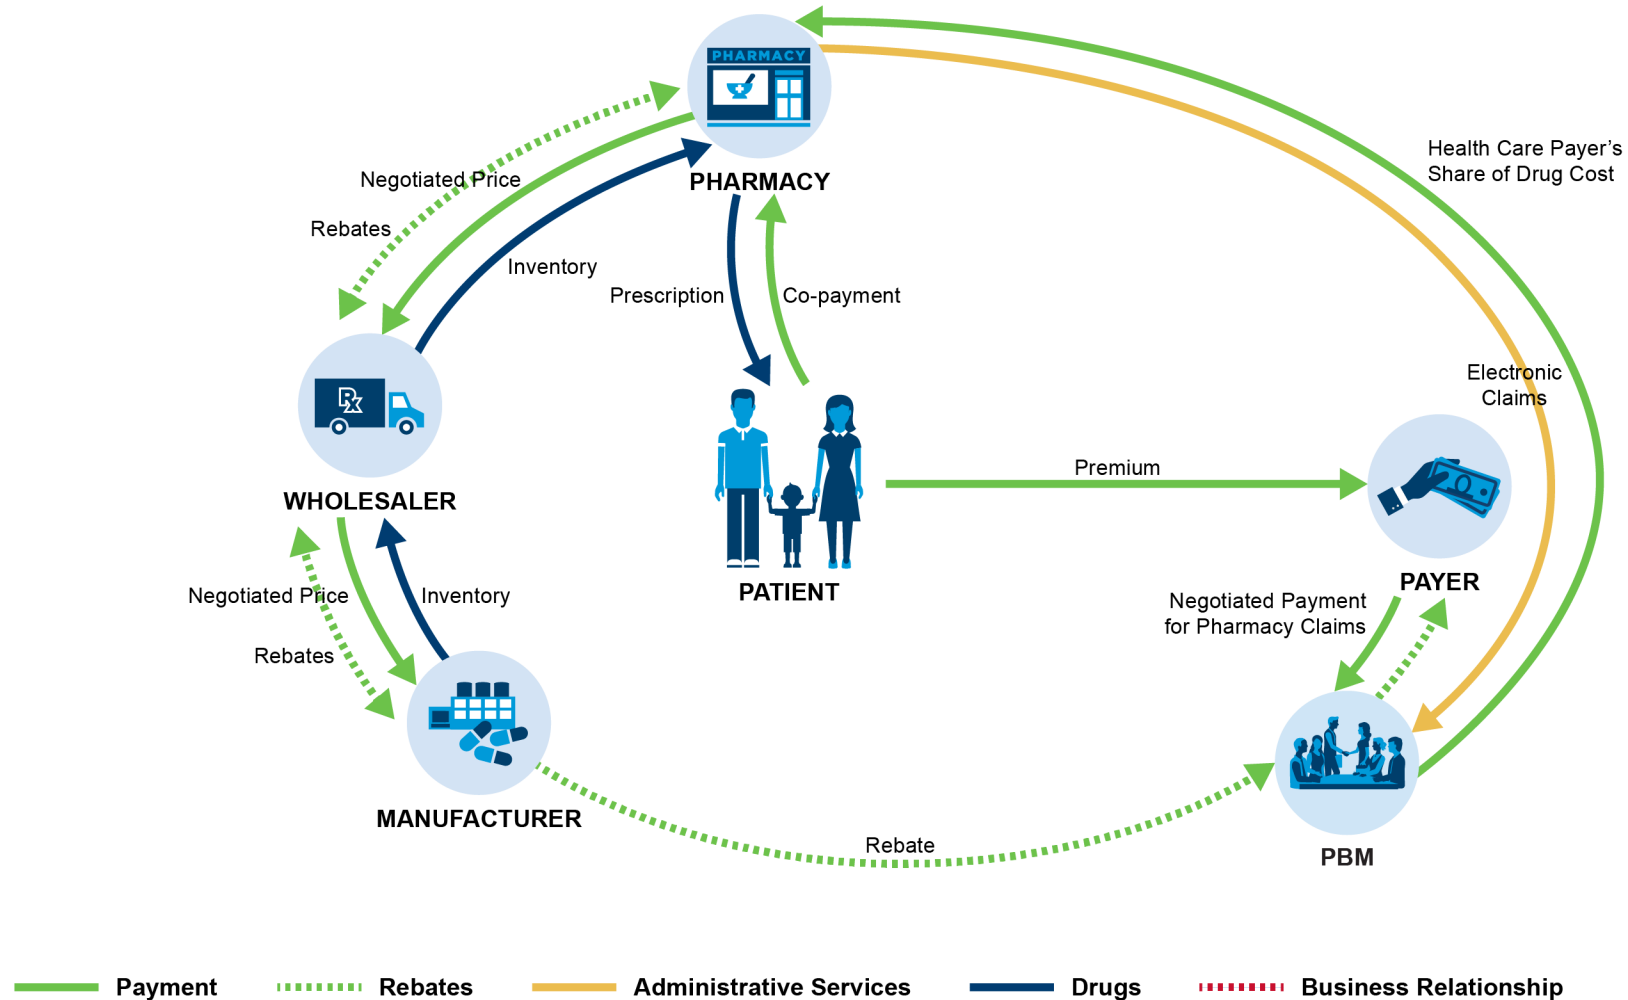 PHARMACY
PHARMACY
Health Care Payer’s
Share of Drug Cost
Negotiated Price
Rebates
Inventory
Prescription
Co-payment
Electronic
Claims
Rx
WHOLESALER
Premium
PATIENT
PAYER
Negotiated Price
Inventory
Rebates
Negotiated Payment
for Pharmacy Claims
MANUFACTURER
Rebate
PBM
Payment
Rebates
Administrative Services
Drugs
Business Relationship